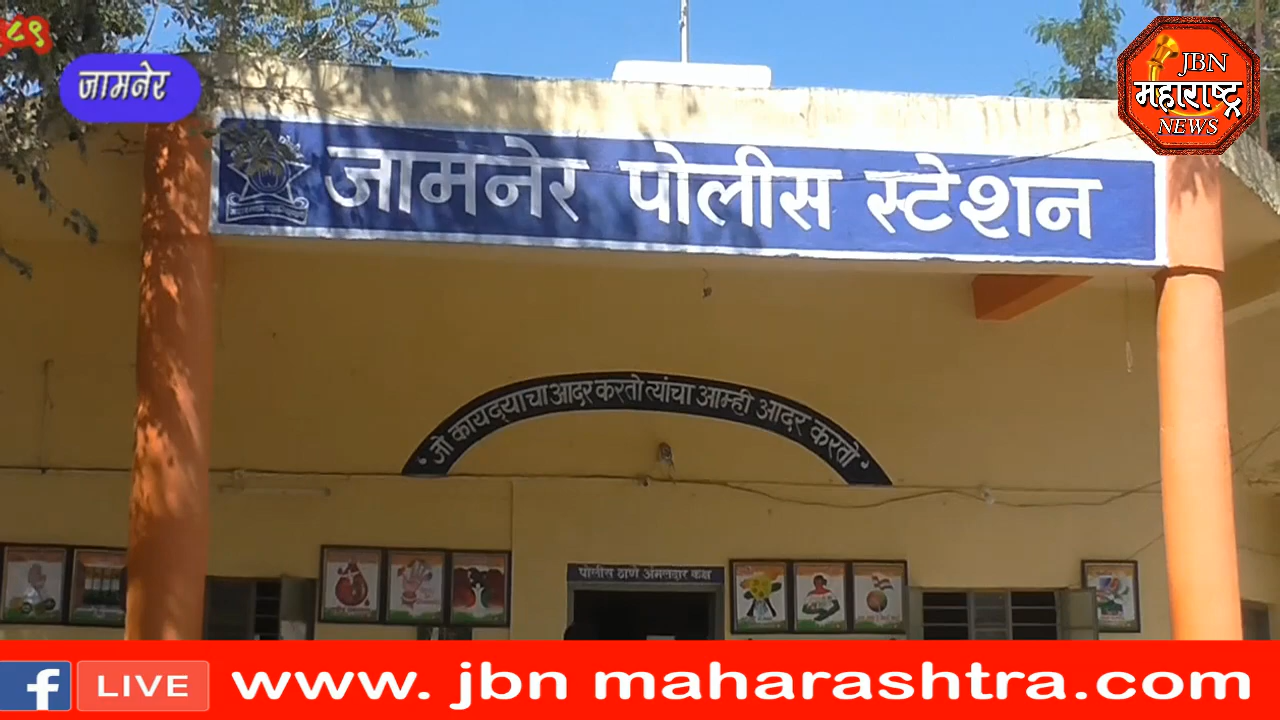 ८९
जामनेर
JBN
महाराष्ट्र
NEWS
जामनेर पोलीस स्टेशन
'जो कायद्याचा आदर करतो त्यांचा आम्ही आदर करतो'
पोलीस ठाणे अंमलदार कक्ष
f LIVE www. jbn maharashtra.com